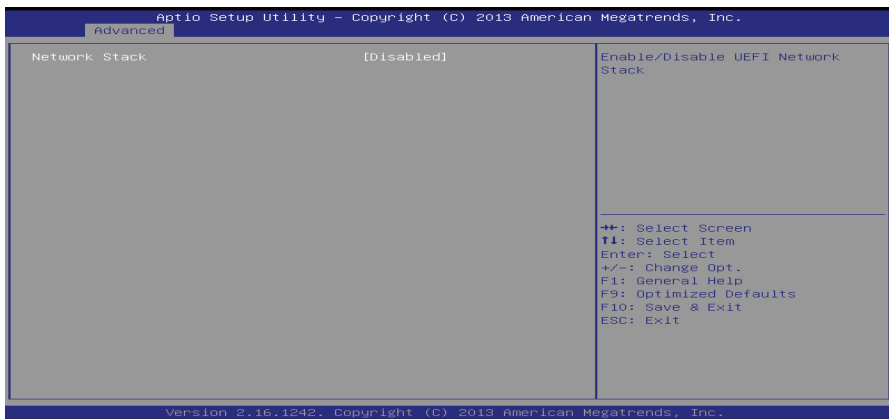 Aptio Setup Utility – Copyright (C) 2013 American Megatrends, Inc.
Advanced
Network Stack [Disabled]
Enable/Disable UEFI Network
Stack
→←: Select Screen
↑↓: Select Item
Enter: Select
+/-: Change Opt.
F1: General Help
F9: Optimized Defaults
F10: Save & Exit
ESC: Exit
Version 2.16.1242. Copyright (C) 2013 American Megatrends, Inc.